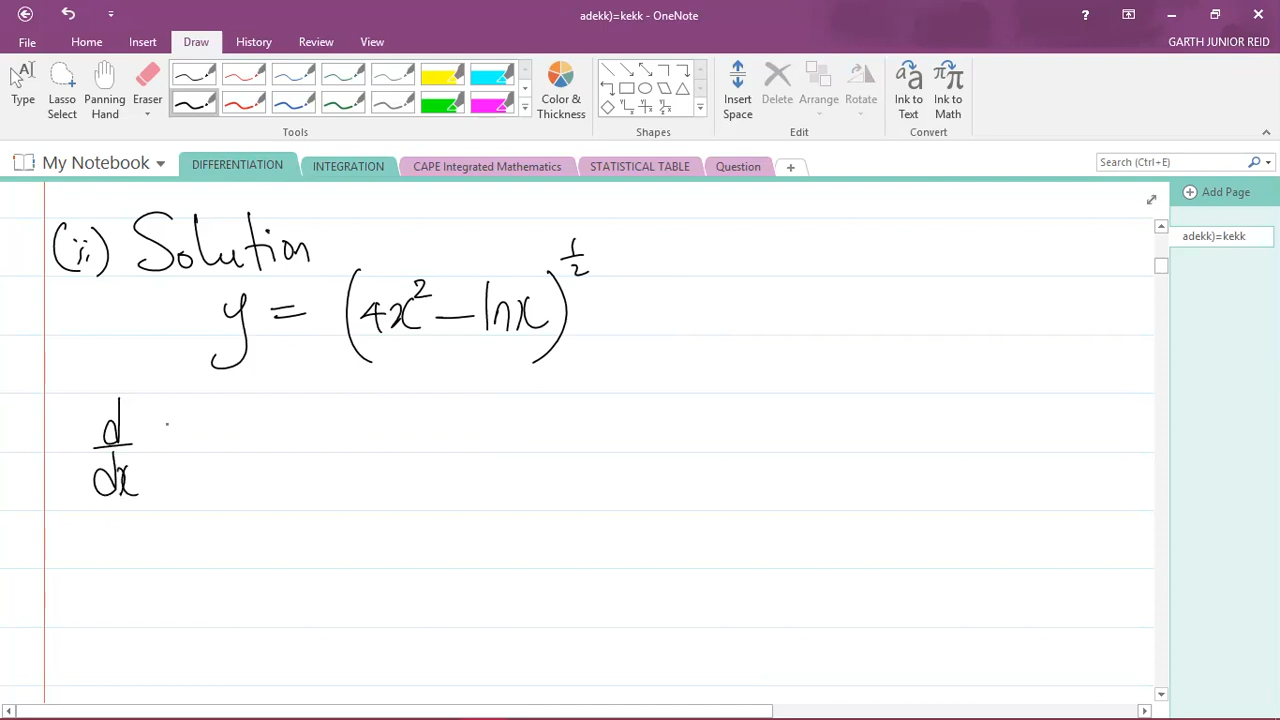 adekk)=kekk - OneNote
File Home Insert Draw History Review View
GARTH JUNIOR REID
Type
Lasso Select
Panning Hand
Eraser
Color & Thickness
Insert Space
Delete
Arrange
Rotate
Ink to Text
Ink to Math
Tools
Shapes
Edit
Convert
My Notebook
DIFFERENTIATION
INTEGRATION
CAPE Integrated Mathematics
STATISTICAL TABLE
Question
Search (Ctrl+E)
Add Page
adekk)=kekk
(ii) Solution
y = (4x² − lnx)^{1/2}
d/dx